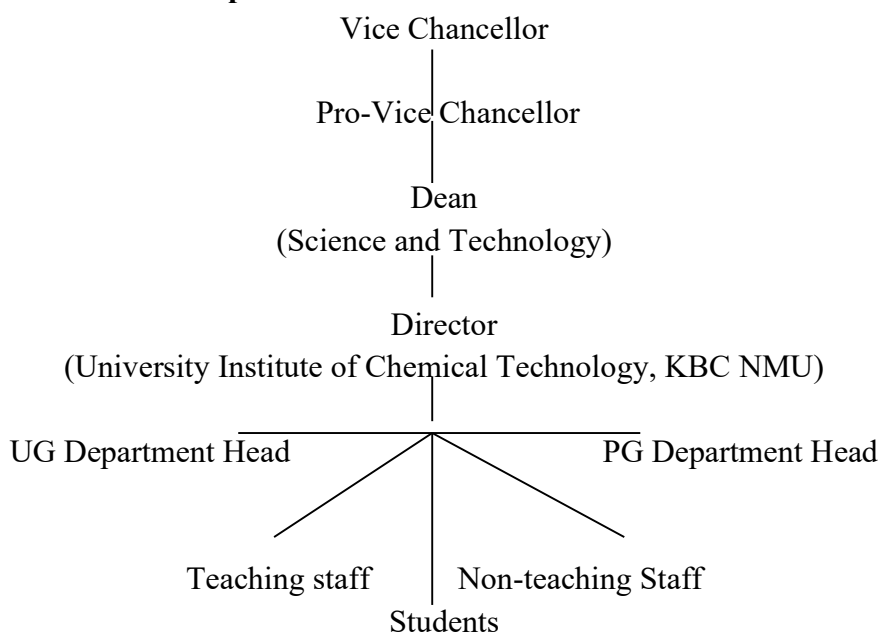 Vice Chancellor
Pro-Vice Chancellor
Dean
(Science and Technology)
Director
(University Institute of Chemical Technology, KBC NMU)
UG Department Head
PG Department Head
Teaching staff
Non-teaching Staff
Students